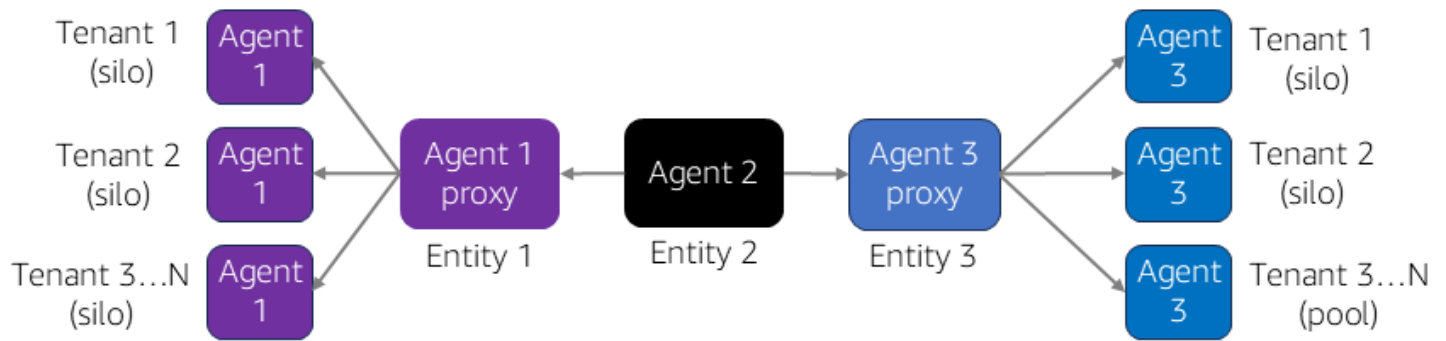 Tenant 1
(silo)
Agent
1
Tenant 2
(silo)
Agent
1
Tenant 3...N
(silo)
Agent
1
Agent 1
proxy
Entity 1
Agent 2
Entity 2
Agent 3
proxy
Entity 3
Agent
3
Tenant 1
(silo)
Agent
3
Tenant 2
(silo)
Agent
3
Tenant 3...N
(pool)